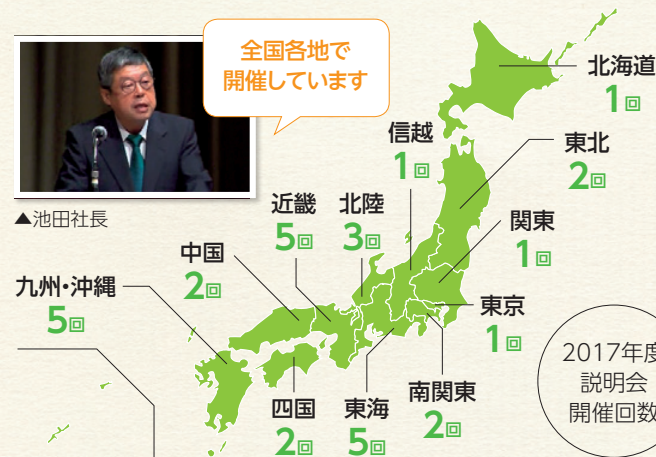 全国各地で
開催しています
▲池田社長
北海道
1回
信越
1回
東北
2回
近畿
5回
北陸
3回
関東
1回
中国
2回
九州・沖縄
5回
東京
1回
四国
2回
東海
5回
南関東
2回
2017年度
説明会
開催回数